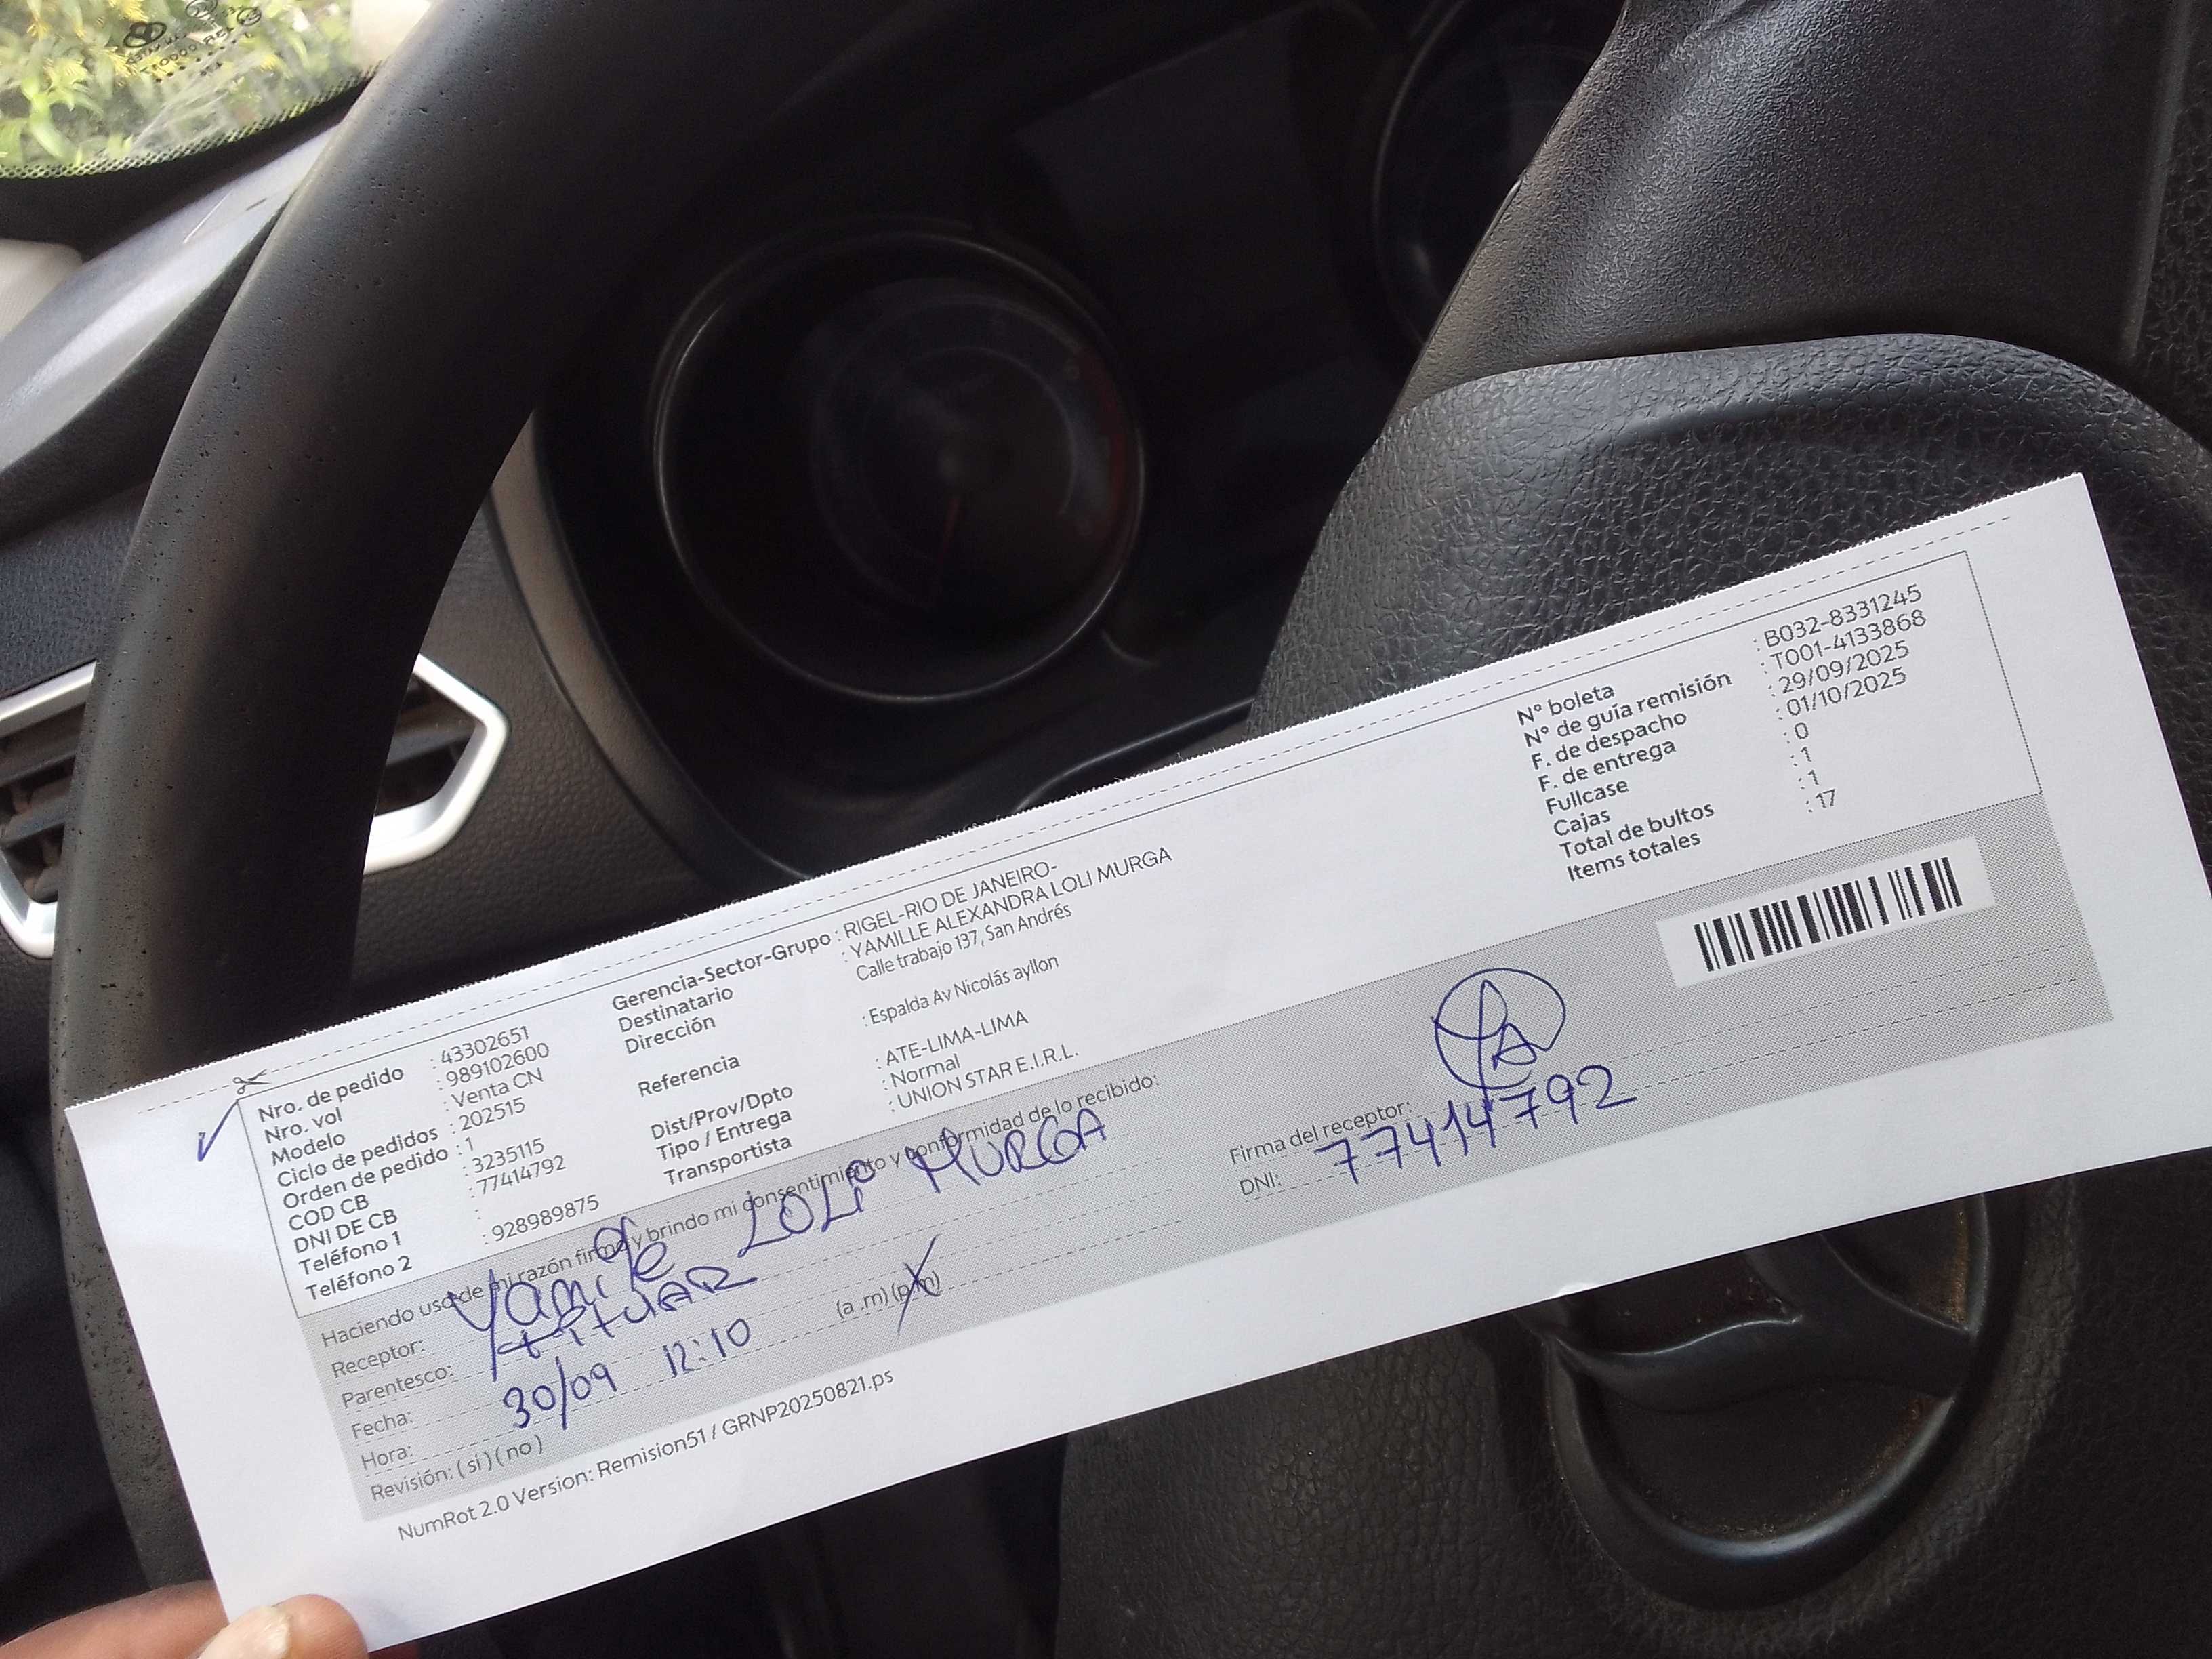 Nro. de pedido : 43302651
Nro. vol : 989102600
Modelo : Venta CN
Ciclo de pedidos : 202515
Orden de pedido : 1
COD CB : 3235115
DNI DE CB : 77414792
Teléfono 1 :
Teléfono 2 : 928989875
Gerencia-Sector-Grupo : RIGEL-RIO DE JANEIRO-
Destinatario : YAMILLE ALEXANDRA LOLI MURGA
Dirección Calle trabajo 137, San Andrés
Referencia : Espalda Av Nicolás ayllon
Dist/Prov/Dpto : ATE-LIMA-LIMA
Tipo / Entrega : Normal
Transportista : UNION STAR E.I.R.L.
N° boleta : B032-8331245
N° de guía remisión : T001-4133868
F. de despacho : 29/09/2025
F. de entrega : 01/10/2025
Fullcase : 0
Cajas : 1
Total de bultos : 1
Items totales : 17
Haciendo uso de mi razón firmo y brindo mi consentimiento y conformidad de lo recibido:
Receptor: LOLI MURGA
Parentesco: titUAR
Fecha: 30/09
Hora: 12:10 (a .m) (p.m)
Revisión: ( si ) ( no )
Firma del receptor:
DNI: 77414792
NumRot 2.0 Version: Remision51 / GRNP20250821.ps